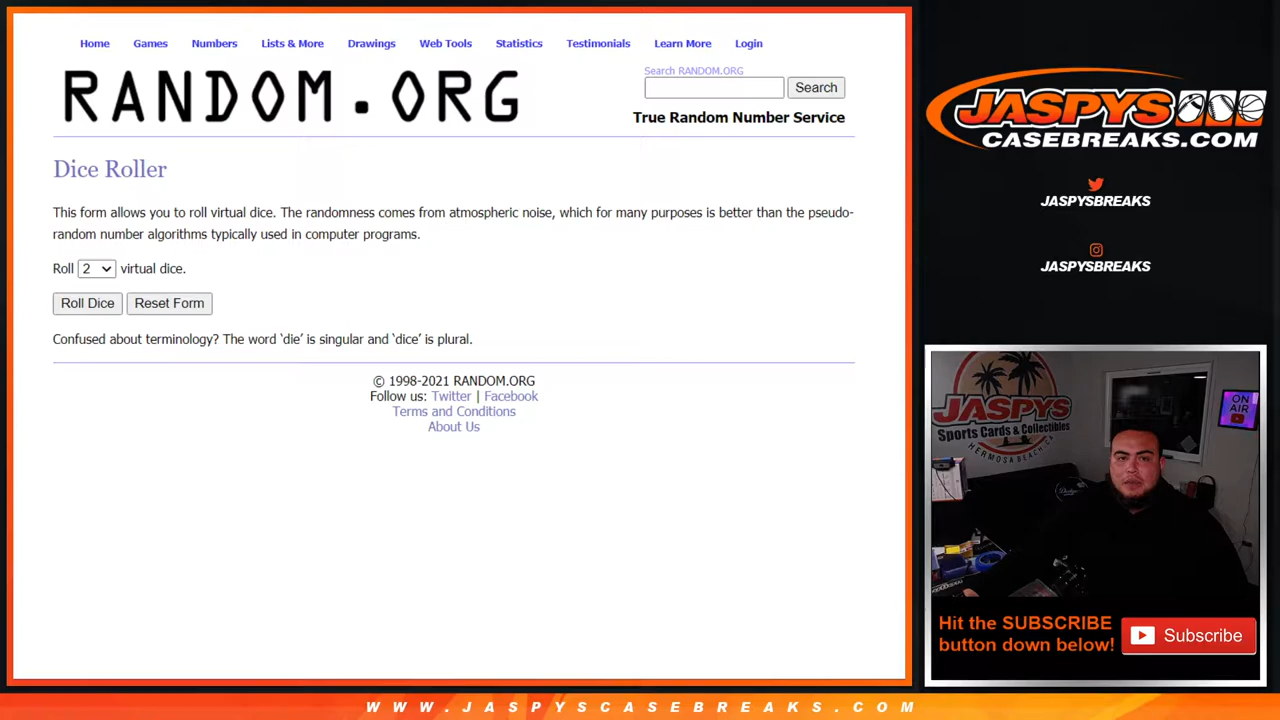 Home Games Numbers Lists & More Drawings Web Tools Statistics Testimonials Learn More Login
RANDOM.ORG
Search RANDOM.ORG
Search
True Random Number Service
Dice Roller
This form allows you to roll virtual dice. The randomness comes from atmospheric noise, which for many purposes is better than the pseudo-
random number algorithms typically used in computer programs.
Roll 2 virtual dice.
Roll Dice Reset Form
Confused about terminology? The word ‘die’ is singular and ‘dice’ is plural.
© 1998-2021 RANDOM.ORG
Follow us: Twitter | Facebook
Terms and Conditions
About Us
JASPYS
CASEBREAKS.COM
JASPYSBREAKS
JASPYSBREAKS
JASPYS
Sports Cards & Collectibles
HERMOSA BEACH, CA
ON
AIR
Hit the SUBSCRIBE
button down below!
Subscribe
WWW.JASPYSCASEBREAKS.COM